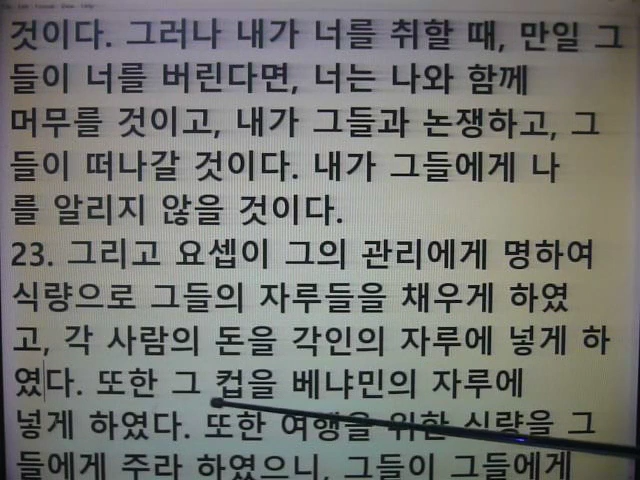 것이다. 그러나 내가 너를 취할 때, 만일 그
들이 너를 버린다면, 너는 나와 함께
머무를 것이고, 내가 그들과 논쟁하고, 그
들이 떠나갈 것이다. 내가 그들에게 나
를 알리지 않을 것이다.
23. 그리고 요셉이 그의 관리에게 명하여
식량으로 그들의 자루들을 채우게 하였
고, 각 사람의 돈을 각인의 자루에 넣게 하
였다. 또한 그 컵을 베냐민의 자루에
넣게 하였다. 또한 여행을 위한 식량을 그
들에게 주라 하였으니, 그들이 그들에게